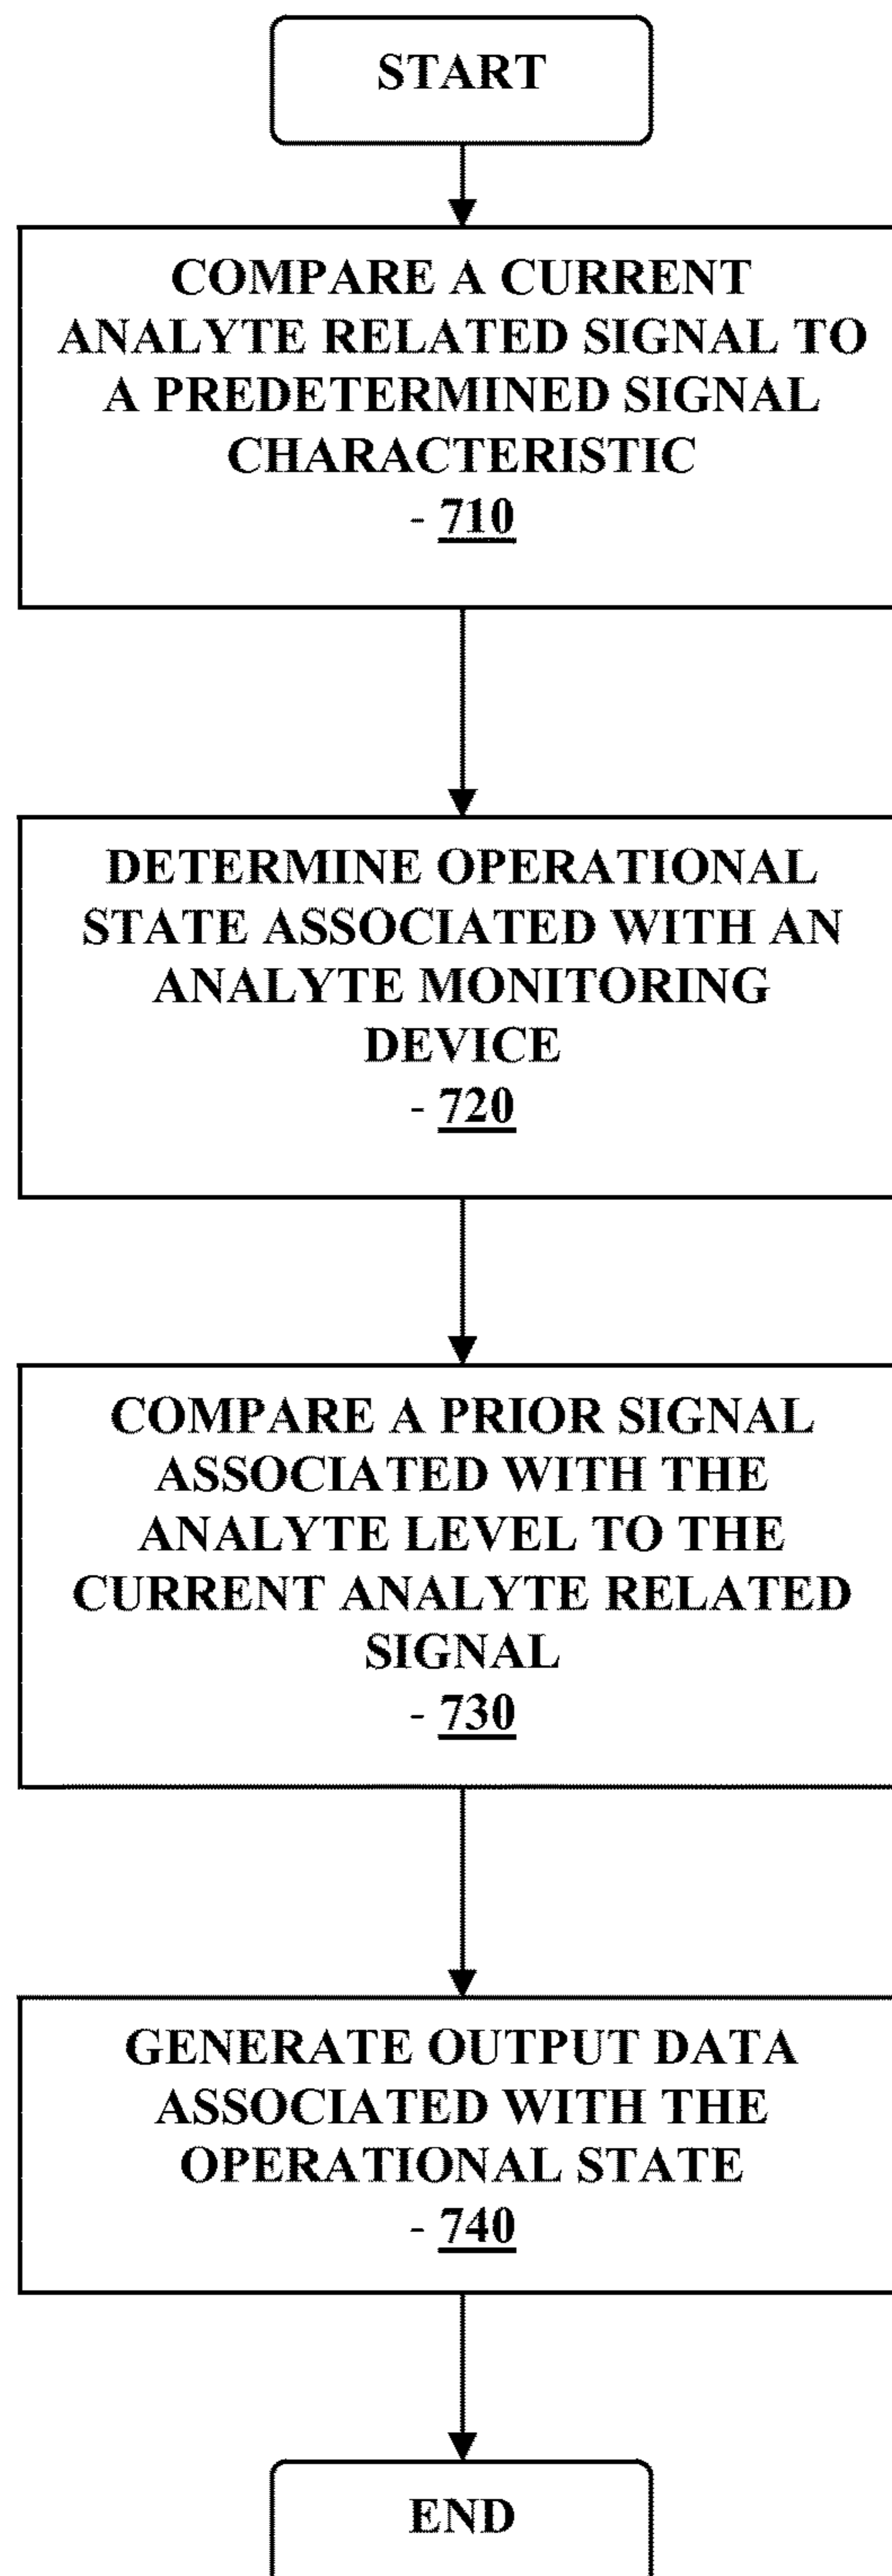 START
COMPARE A CURRENT
ANALYTE RELATED SIGNAL TO
A PREDETERMINED SIGNAL
CHARACTERISTIC
- 710
DETERMINE OPERATIONAL
STATE ASSOCIATED WITH AN
ANALYTE MONITORING
DEVICE
- 720
COMPARE A PRIOR SIGNAL
ASSOCIATED WITH THE
ANALYTE LEVEL TO THE
CURRENT ANALYTE RELATED
SIGNAL
- 730
GENERATE OUTPUT DATA
ASSOCIATED WITH THE
OPERATIONAL STATE
- 740
END